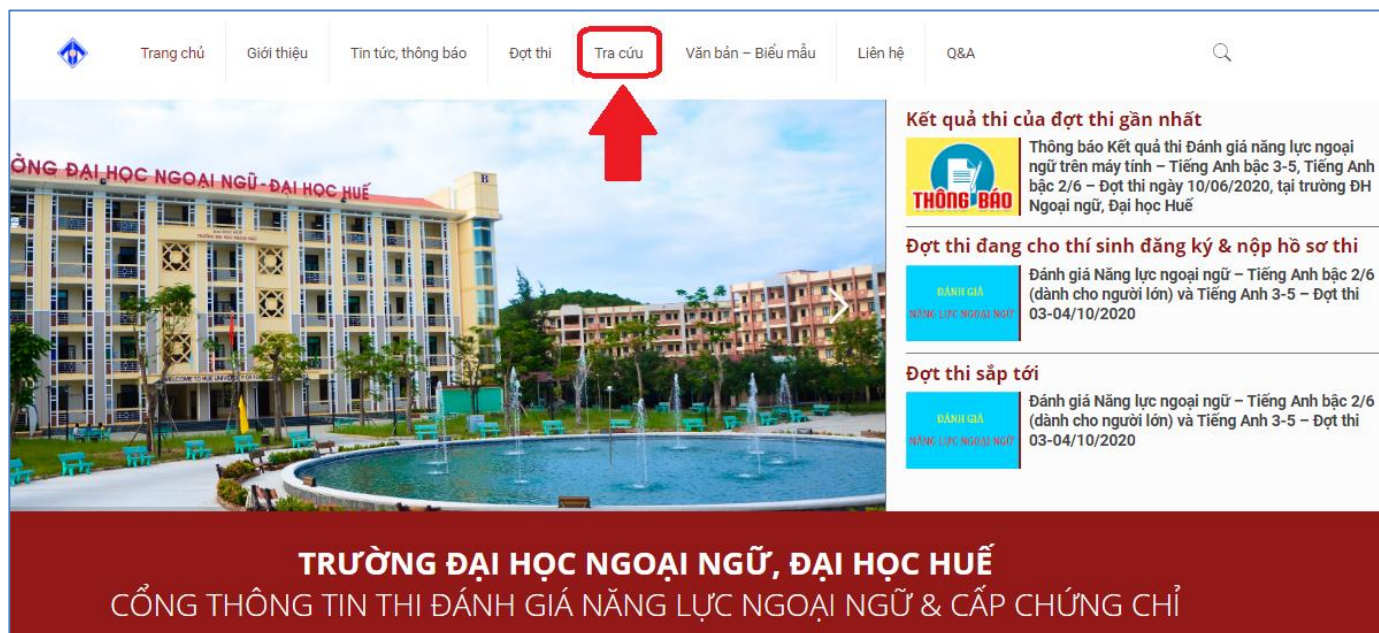 Trang chủ
Giới thiệu
Tin tức, thông báo
Đợt thi
Tra cứu
Văn bản – Biểu mẫu
Liên hệ
Q&A
ỜNG ĐẠI HỌC NGOẠI NGỮ - ĐẠI HỌC HUẾ
B
Kết quả thi của đợt thi gần nhất
THÔNG BÁO
Thông báo Kết quả thi Đánh giá năng lực ngoại
ngữ trên máy tính – Tiếng Anh bậc 3-5, Tiếng Anh
bậc 2/6 – Đợt thi ngày 10/06/2020, tại trường ĐH
Ngoại ngữ, Đại học Huế
Đợt thi đang cho thí sinh đăng ký & nộp hồ sơ thi
ĐÁNH GIÁ
NĂNG LỰC NGOẠI NGỮ
Đánh giá Năng lực ngoại ngữ – Tiếng Anh bậc 2/6
(dành cho người lớn) và Tiếng Anh 3-5 – Đợt thi
03-04/10/2020
Đợt thi sắp tới
ĐÁNH GIÁ
NĂNG LỰC NGOẠI NGỮ
Đánh giá Năng lực ngoại ngữ – Tiếng Anh bậc 2/6
(dành cho người lớn) và Tiếng Anh 3-5 – Đợt thi
03-04/10/2020
TRƯỜNG ĐẠI HỌC NGOẠI NGỮ, ĐẠI HỌC HUẾ
CỔNG THÔNG TIN THI ĐÁNH GIÁ NĂNG LỰC NGOẠI NGỮ & CẤP CHỨNG CHỈ